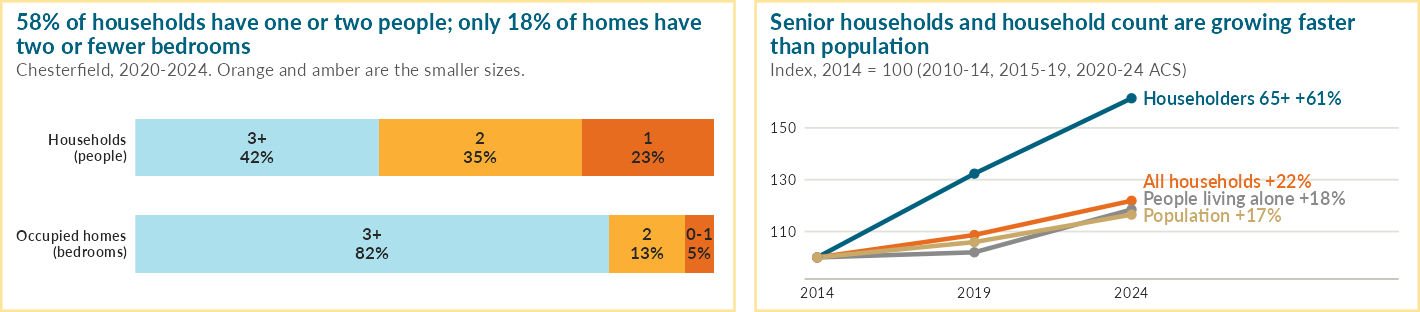 58% of households have one or two people; only 18% of homes have
two or fewer bedrooms
Chesterfield, 2020-2024. Orange and amber are the smaller sizes.
Households
(people)
3+
42%
2
35%
1
23%
Occupied homes
(bedrooms)
3+
82%
2
13%
0-1
5%
Senior households and household count are growing faster
than population
Index, 2014 = 100 (2010-14, 2015-19, 2020-24 ACS)
150
130
110
Householders 65+ +61%
All households +22%
People living alone +18%
Population +17%
2014
2019
2024